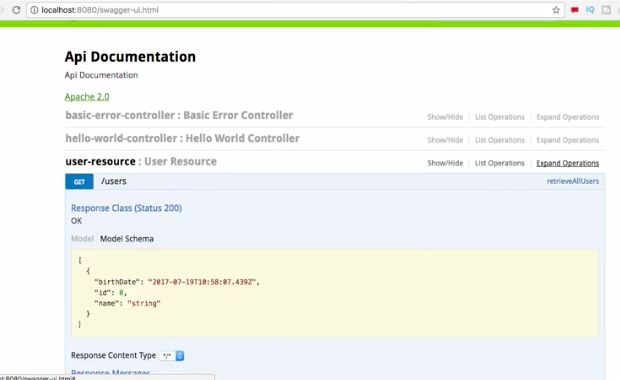 localhost:8080/swagger-ui.html
IQ
Api Documentation
Api Documentation
Apache 2.0
basic-error-controller : Basic Error Controller Show/Hide List Operations Expand Operations
hello-world-controller : Hello World Controller Show/Hide List Operations Expand Operations
user-resource : User Resource Show/Hide List Operations Expand Operations
GET /users retrieveAllUsers
Response Class (Status 200)
OK
Model Model Schema
[
{
"birthDate": "2017-07-19T10:58:07.439Z",
"id": 0,
"name": "string"
}
]
Response Content Type */*
Response Messages
st:8080/swagger-ui.html#